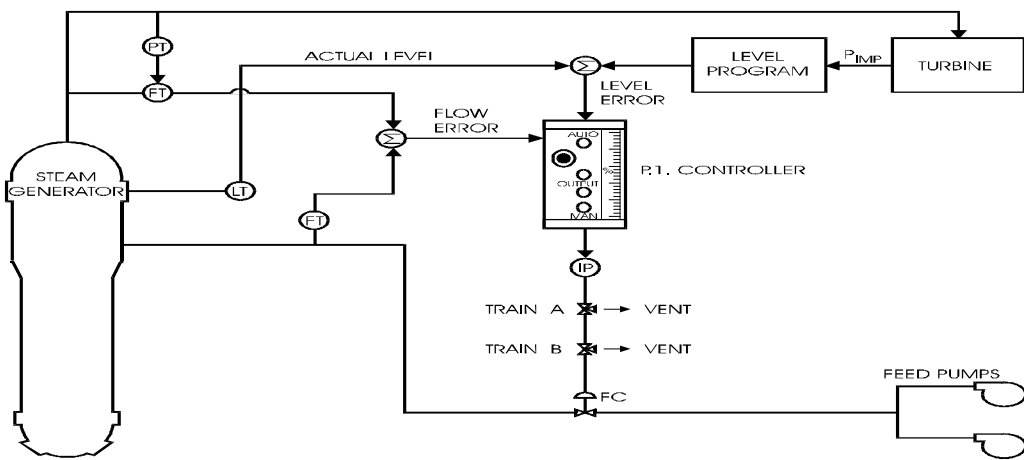 PT
ACTUAL LEVEL
Σ
LEVEL
PROGRAM
P IMP
TURBINE
FT
LEVEL
ERROR
FLOW
ERROR
Σ
AUTO
%
OUTPUT
MAN
P.I. CONTROLLER
STEAM
GENERATOR
LT
FT
IP
TRAIN A
VENT
TRAIN B
VENT
FC
FEED PUMPS